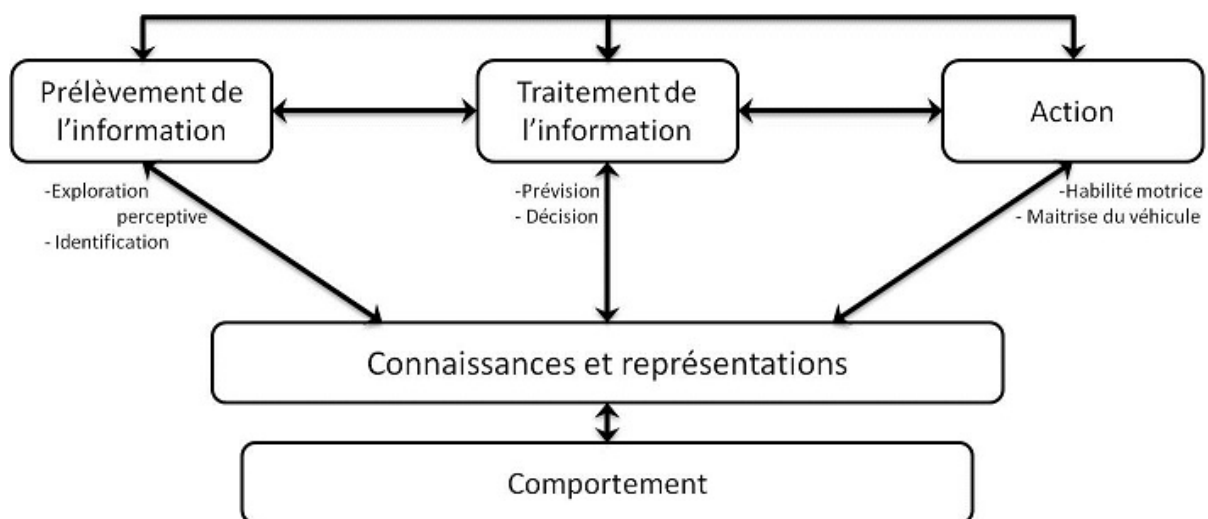 Prélèvement de
l'information
Traitement de
l'information
Action
-Exploration
perceptive
- Identification
-Prévision
- Décision
-Habilité motrice
- Maitrise du véhicule
Connaissances et représentations
Comportement